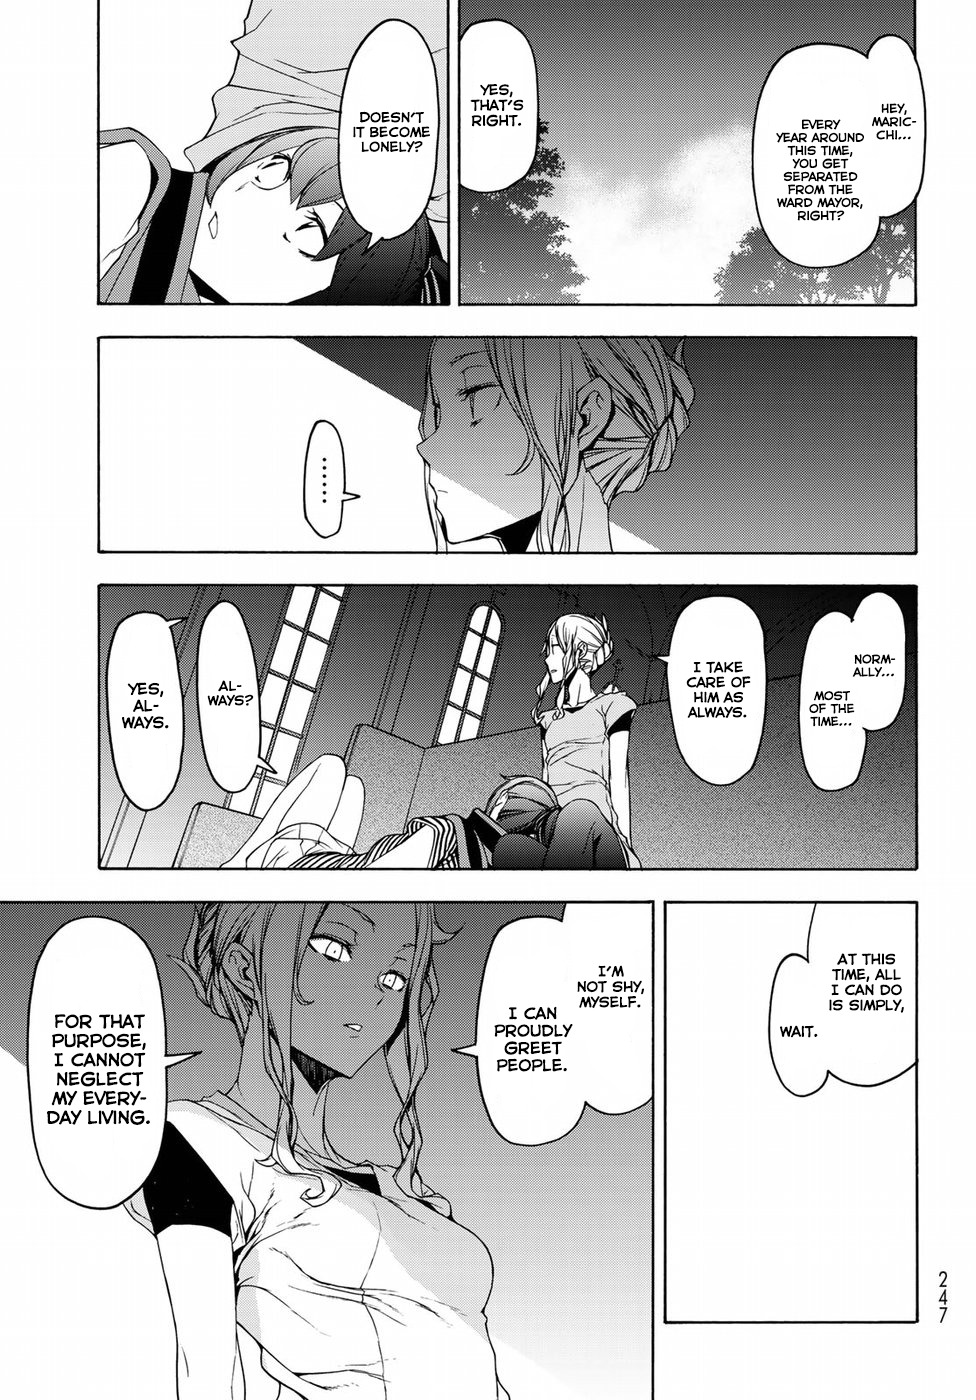 HEY,
MARIC-
CHI...
EVERY
YEAR AROUND
THIS TIME,
YOU GET
SEPARATED
FROM THE
WARD MAYOR,
RIGHT?
YES,
THAT'S
RIGHT.
DOESN'T
IT BECOME
LONELY?
........
NORM-
ALLY...
MOST
OF THE
TIME...
I TAKE
CARE OF
HIM AS
ALWAYS.
AL-
WAYS?
YES,
AL-
WAYS.
AT THIS
TIME, ALL
I CAN DO
IS SIMPLY,
WAIT.
I'M
NOT SHY,
MYSELF.
I CAN
PROUDLY
GREET
PEOPLE.
FOR THAT
PURPOSE,
I CANNOT
NEGLECT
MY EVERY-
DAY LIVING.
247